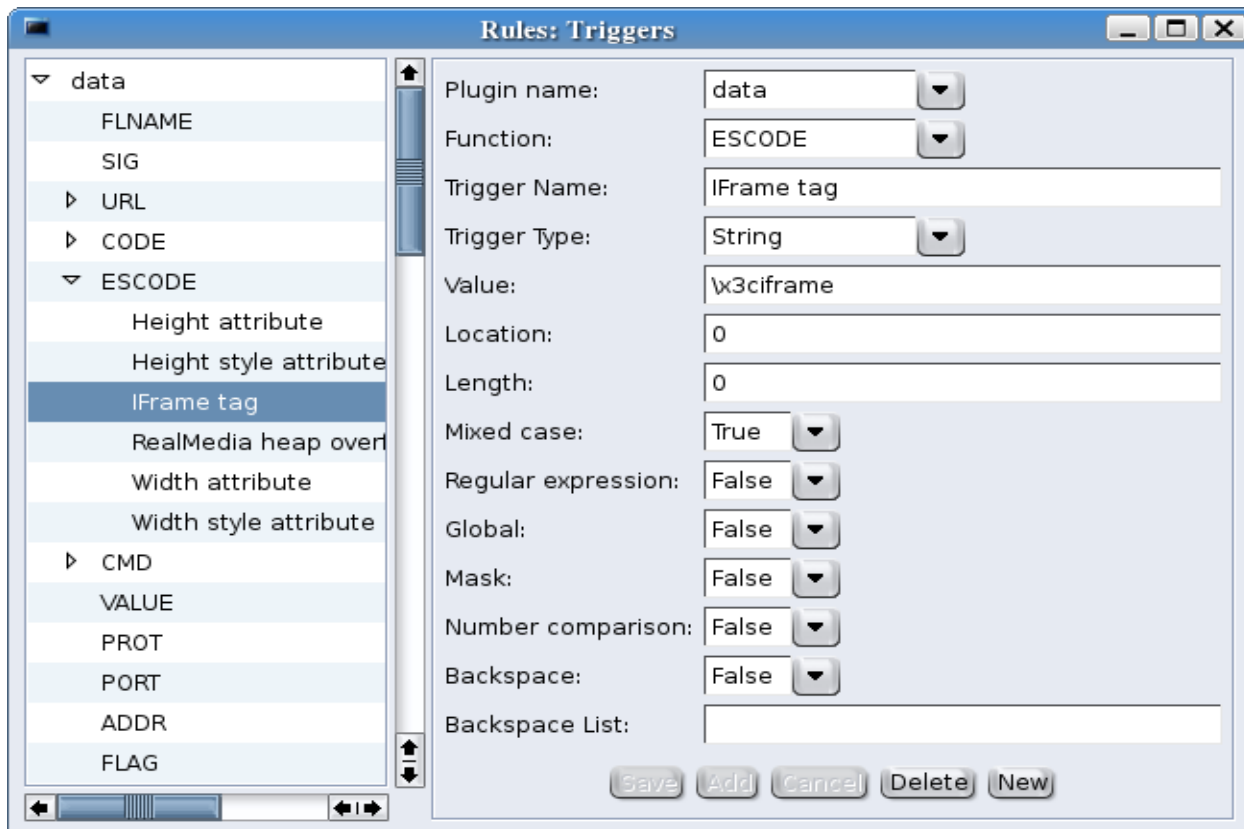 Rules: Triggers
data
FLNAME
SIG
URL
CODE
ESCODE
Height attribute
Height style attribute
IFrame tag
RealMedia heap overf
Width attribute
Width style attribute
CMD
VALUE
PROT
PORT
ADDR
FLAG
Plugin name: data
Function: ESCODE
Trigger Name: IFrame tag
Trigger Type: String
Value: \x3ciframe
Location: 0
Length: 0
Mixed case: True
Regular expression: False
Global: False
Mask: False
Number comparison: False
Backspace: False
Backspace List:
Save Add Cancel Delete New